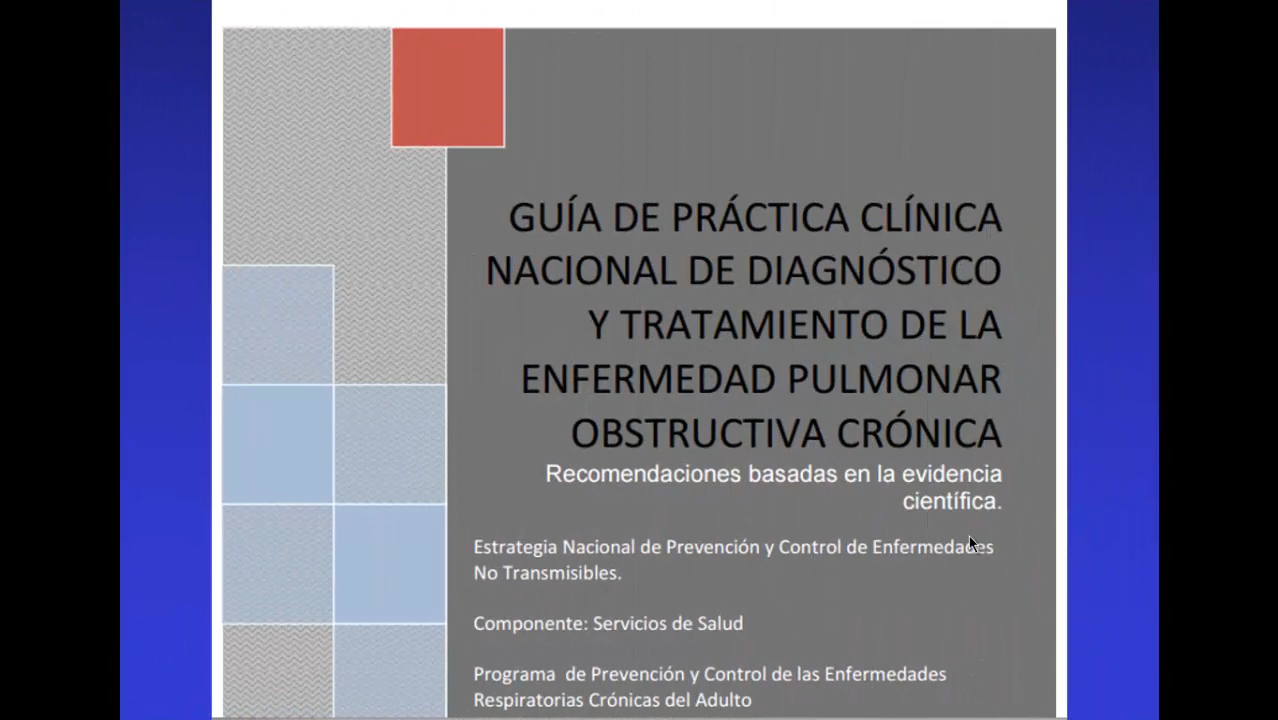 GUÍA DE PRÁCTICA CLÍNICA
NACIONAL DE DIAGNÓSTICO
Y TRATAMIENTO DE LA
ENFERMEDAD PULMONAR
OBSTRUCTIVA CRÓNICA
Recomendaciones basadas en la evidencia
científica.
Estrategia Nacional de Prevención y Control de Enfermedades
No Transmisibles.
Componente: Servicios de Salud
Programa de Prevención y Control de las Enfermedades
Respiratorias Crónicas del Adulto